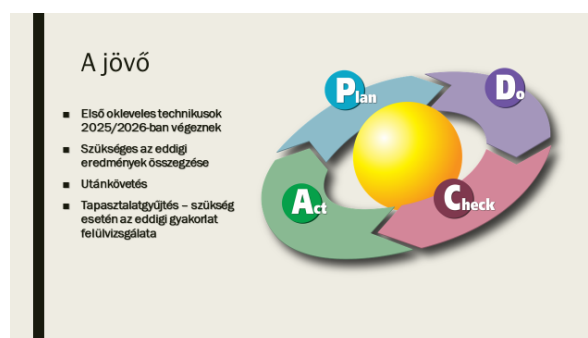 A jövő
■ Első okleveles technikusok
2025/2026-ban végeznek
■ Szükséges az eddigi
eredmények összegzése
■ Utánkövetés
■ Tapasztalatgyűjtés – szükség
esetén az eddigi gyakorlat
felülvizsgálata
Plan
Do
Act
Check